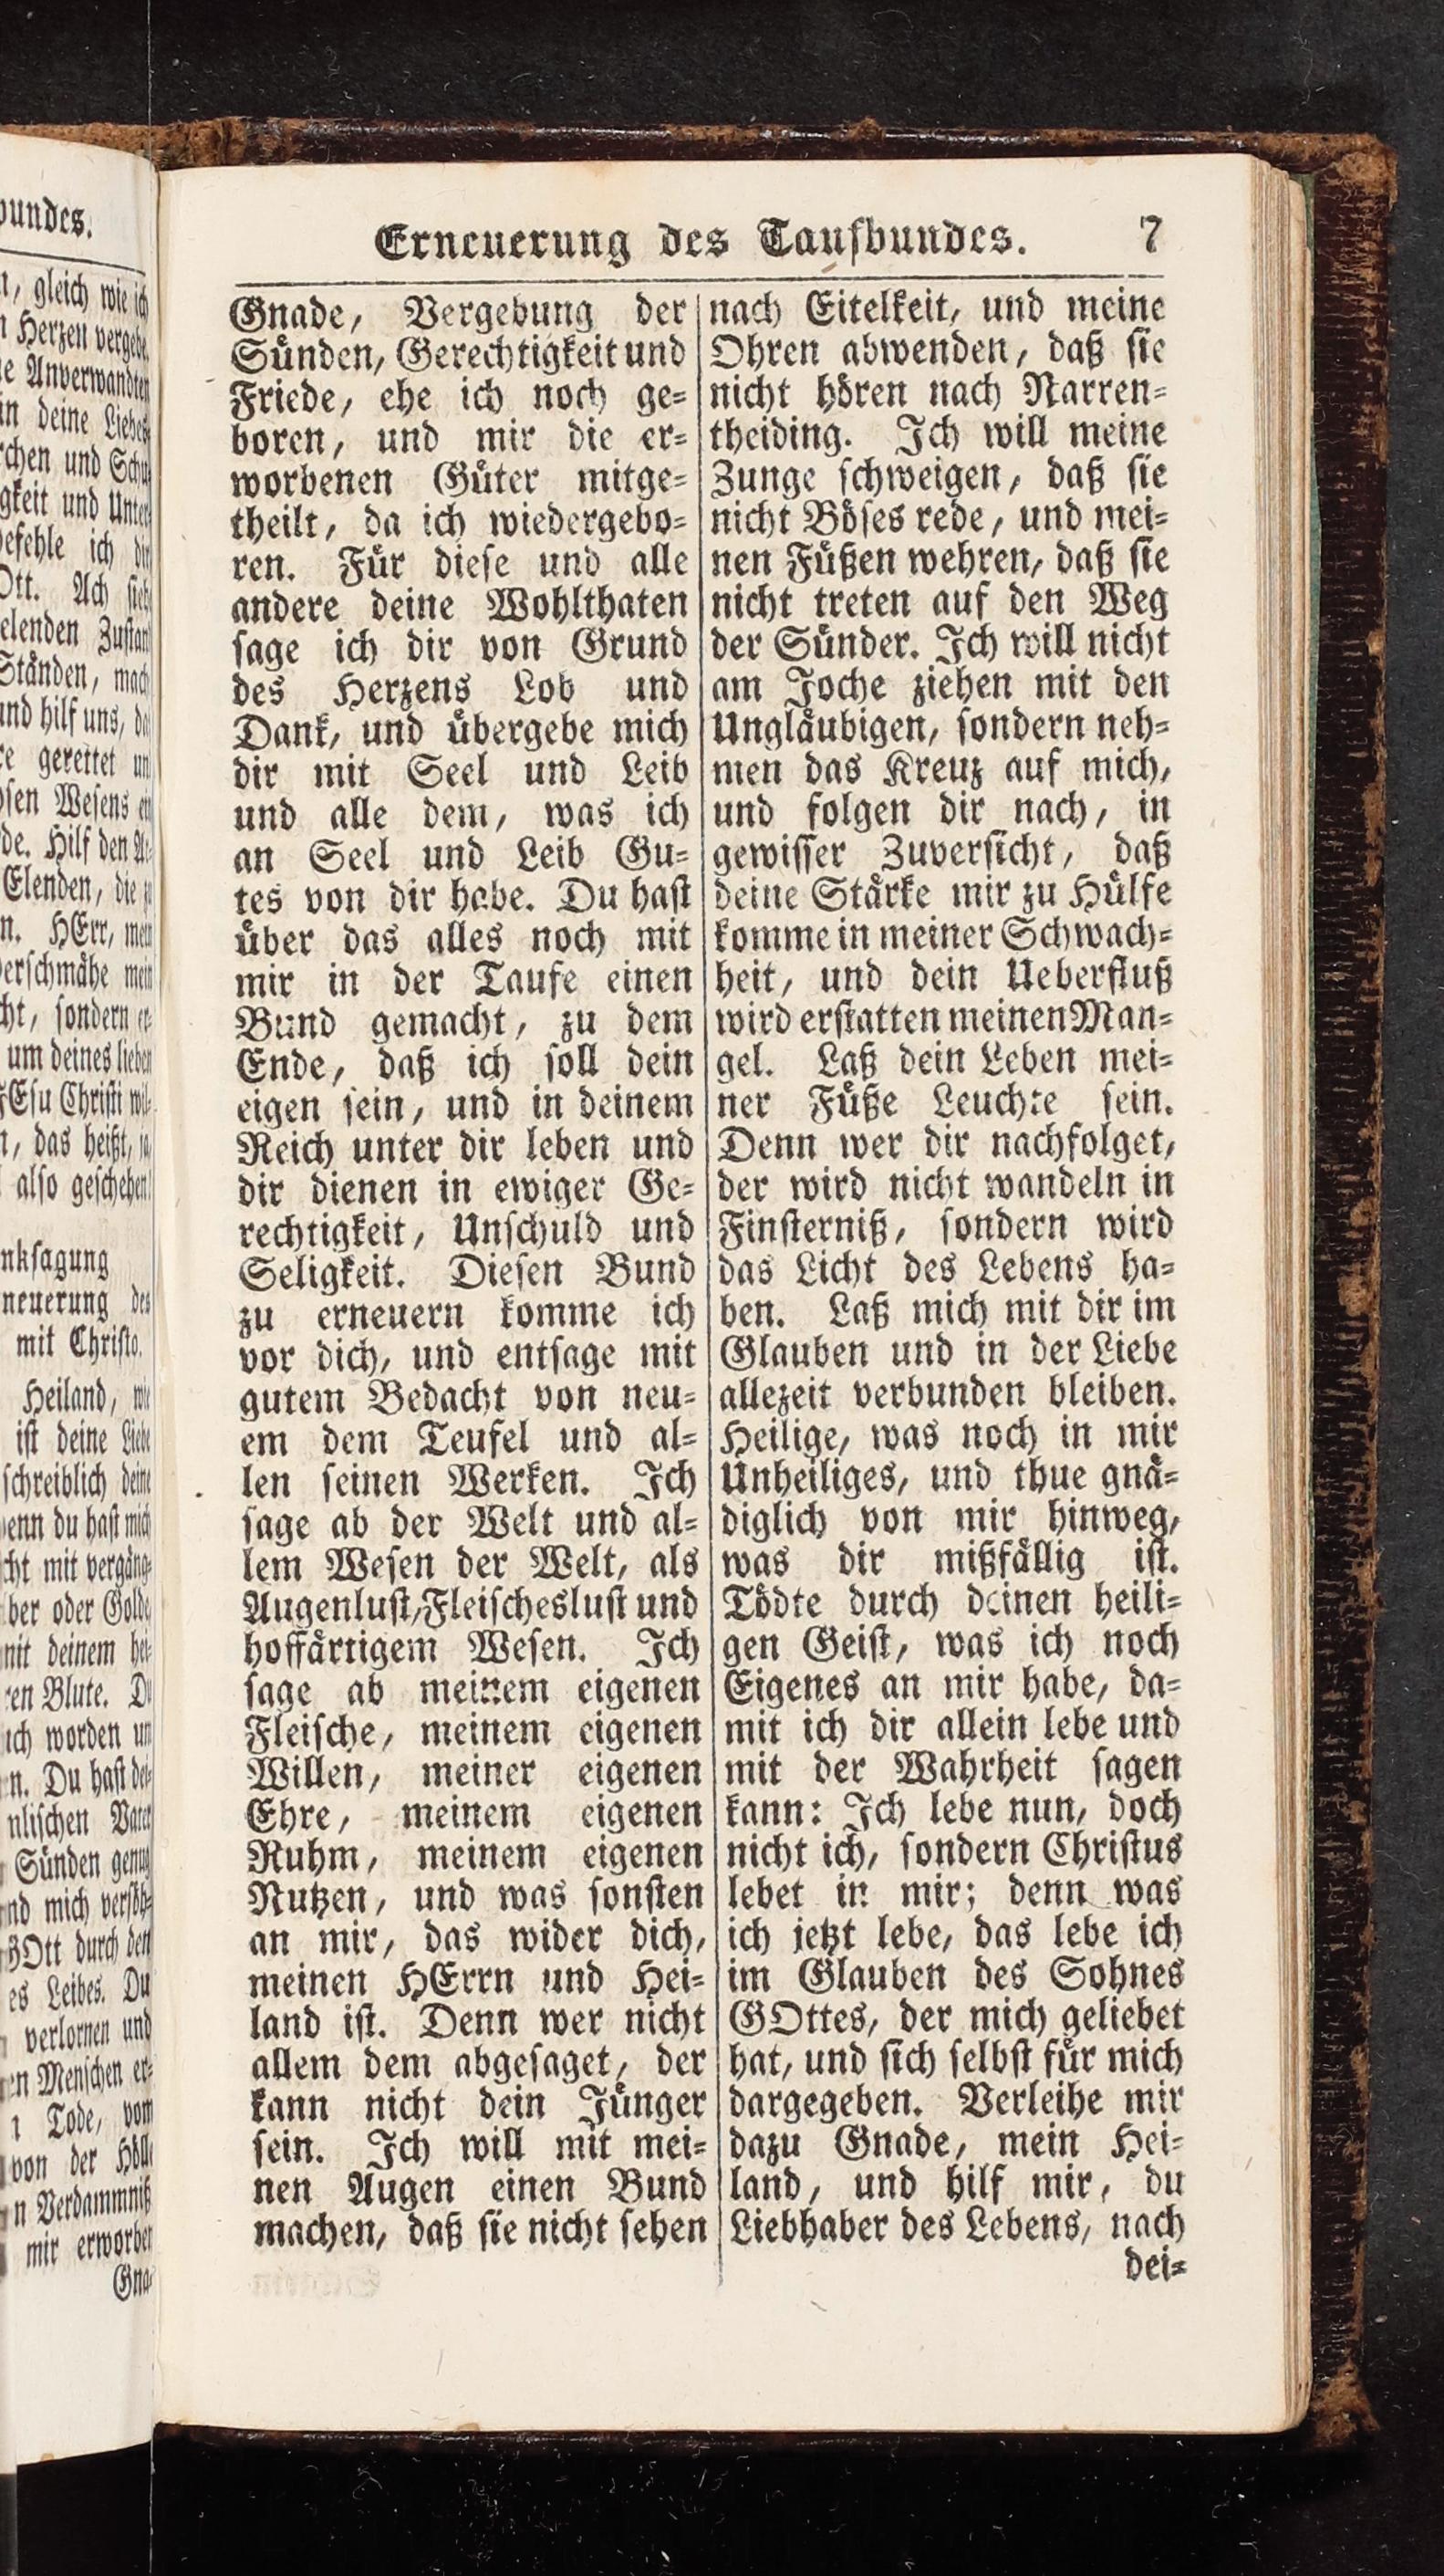 Erneuerung des Taufbundes. 7
Gnade, Vergebung der
Sünden, Gerechtigkeit und
Friede, ehe ich noch ge=
boren, und mir die er=
worbenen Güter mitge=
theilt, da ich wiedergebo=
ren. Für diese und alle
andere deine Wohlthaten
sage ich dir von Grund
des Herzens Lob und
Dank, und übergebe mich
dir mit Seel und Leib
und alle dem, was ich
an Seel und Leib Gu=
tes von dir habe. Du hast
über das alles noch mit
mir in der Taufe einen
Bund gemacht, zu dem
Ende, daß ich soll dein
eigen sein, und in deinem
Reich unter dir leben und
dir dienen in ewiger Ge=
rechtigkeit, Unschuld und
Seligkeit. Diesen Bund
zu erneuern komme ich
vor dich, und entsage mit
gutem Bedacht von neu=
em dem Teufel und al=
len seinen Werken. Ich
sage ab der Welt und al=
lem Wesen der Welt, als
Augenlust, Fleischeslust und
hoffärtigem Wesen. Ich
sage ab meinem eigenen
Fleische, meinem eigenen
Willen, meiner eigenen
Ehre, meinem eigenen
Ruhm, meinem eigenen
Nutzen, und was sonsten
an mir, das wider dich,
meinen HErrn und Hei=
land ist. Denn wer nicht
allem dem abgesaget, der
kann nicht dein Jünger
sein. Ich will mit mei=
nen Augen einen Bund
machen, daß sie nicht sehen
nach Eitelkeit, und meine
Ohren abwenden, daß sie
nicht hören nach Narren=
theiding. Ich will meine
Zunge schweigen, daß sie
nicht Böses rede, und mei=
nen Füßen wehren, daß sie
nicht treten auf den Weg
der Sünder. Ich will nicht
am Joche ziehen mit den
Ungläubigen, sondern neh=
men das Kreuz auf mich,
und folgen dir nach, in
gewisser Zuversicht, daß
deine Stärke mir zu Hülfe
komme in meiner Schwach=
heit, und dein Ueberfluß
wird erstatten meinen Man=
gel. Laß dein Leben mei=
ner Füße Leuchte sein.
Denn wer dir nachfolget,
der wird nicht wandeln in
Finsterniß, sondern wird
das Licht des Lebens ha=
ben. Laß mich mit dir im
Glauben und in der Liebe
allezeit verbunden bleiben.
Heilige, was noch in mir
Unheiliges, und thue gnä=
diglich von mir hinweg,
was dir mißfällig ist.
Tödte durch deinen heili=
gen Geist, was ich noch
Eigenes an mir habe, da=
mit ich dir allein lebe und
mit der Wahrheit sagen
kann: Ich lebe nun, doch
nicht ich, sondern Christus
lebet in mir; denn was
ich jetzt lebe, das lebe ich
im Glauben des Sohnes
GOttes, der mich geliebet
hat, und sich selbst für mich
dargegeben. Verleihe mir
dazu Gnade, mein Hei=
land, und hilf mir, du
Liebhaber des Lebens, nach
dei=